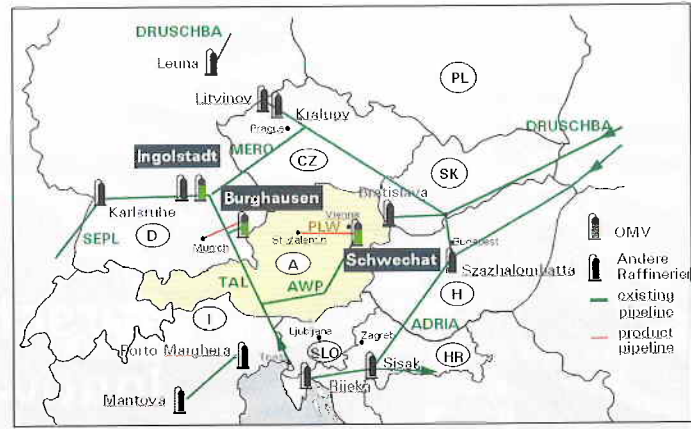 DRUSCHBA
Leuna
PL
Litvinov
Kralupy
Prague
DRUSCHBA
MERO
CZ
Ingolstadt
SK
Burghausen
Bratislava
Karlsruhe
Vienna
PLW
OMV
SEPL
D
Munich
St.Valentin
Budapest
Schwechat
Andere
Raffinerien
A
Szazhalombatta
TAL
AWP
H
existing
pipeline
I
ADRIA
Ljubljana
Zagreb
product
pipeline
Porto Marghera
SLO
HR
Sisak
Rijeka
Mantova